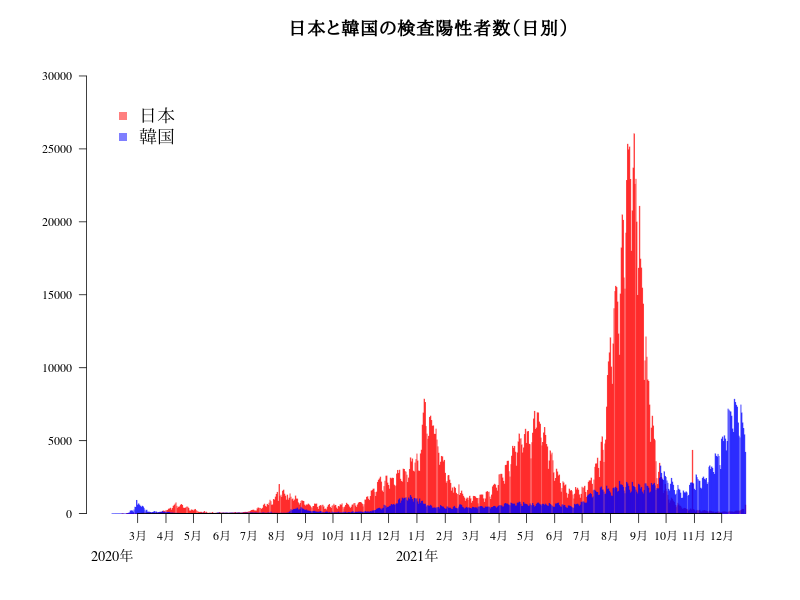 日本と韓国の検査陽性者数（日別）
30000
25000
20000
15000
10000
5000
0
日本
韓国
3月 4月 5月 6月 7月 8月 9月 10月 11月 12月 1月 2月 3月 4月 5月 6月 7月 8月 9月 10月 11月 12月
2020年 2021年